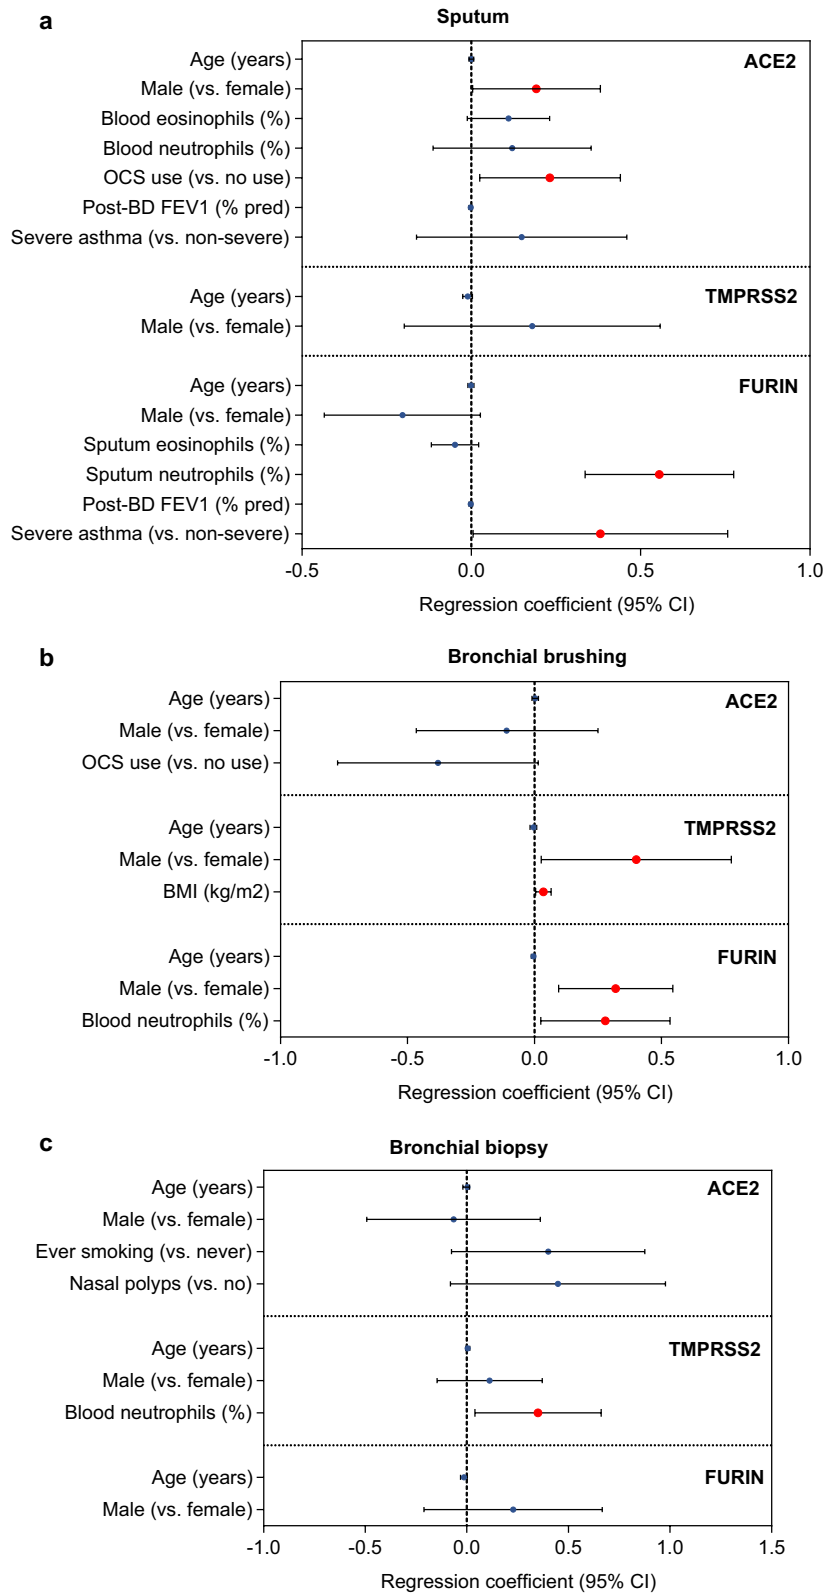 a
Sputum
ACE2
Age (years)
Male (vs. female)
Blood eosinophils (%)
Blood neutrophils (%)
OCS use (vs. no use)
Post-BD FEV1 (% pred)
Severe asthma (vs. non-severe)
TMPRSS2
Age (years)
Male (vs. female)
FURIN
Age (years)
Male (vs. female)
Sputum eosinophils (%)
Sputum neutrophils (%)
Post-BD FEV1 (% pred)
Severe asthma (vs. non-severe)
-0.5 0.0 0.5 1.0
Regression coefficient (95% CI)
b
Bronchial brushing
ACE2
Age (years)
Male (vs. female)
OCS use (vs. no use)
TMPRSS2
Age (years)
Male (vs. female)
BMI (kg/m2)
FURIN
Age (years)
Male (vs. female)
Blood neutrophils (%)
-1.0 -0.5 0.0 0.5 1.0
Regression coefficient (95% CI)
c
Bronchial biopsy
ACE2
Age (years)
Male (vs. female)
Ever smoking (vs. never)
Nasal polyps (vs. no)
TMPRSS2
Age (years)
Male (vs. female)
Blood neutrophils (%)
FURIN
Age (years)
Male (vs. female)
-1.0 -0.5 0.0 0.5 1.0 1.5
Regression coefficient (95% CI)